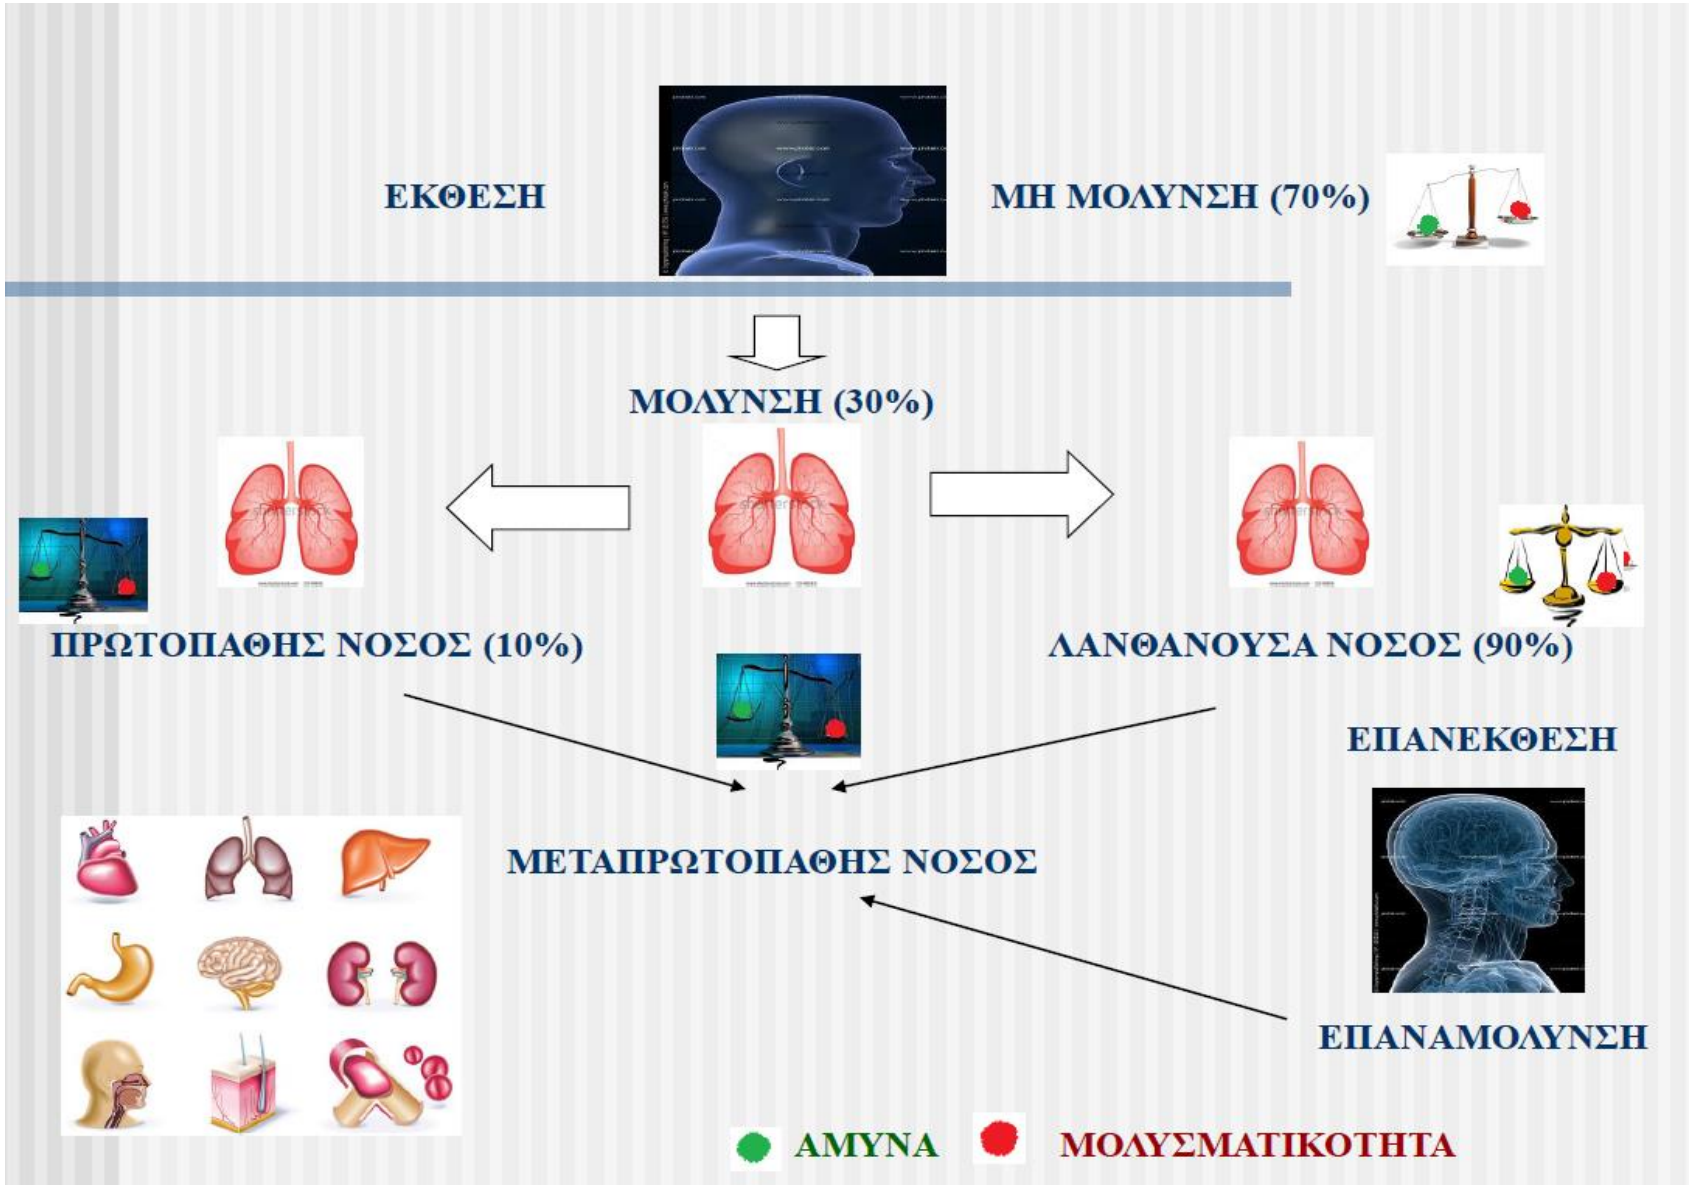 ΕΚΘΕΣΗ
ΜΗ ΜΟΛΥΝΣΗ (70%)
ΜΟΛΥΝΣΗ (30%)
ΠΡΩΤΟΠΑΘΗΣ ΝΟΣΟΣ (10%)
ΛΑΝΘΑΝΟΥΣΑ ΝΟΣΟΣ (90%)
ΕΠΑΝΕΚΘΕΣΗ
ΜΕΤΑΠΡΩΤΟΠΑΘΗΣ ΝΟΣΟΣ
ΕΠΑΝΑΜΟΛΥΝΣΗ
ΑΜΥΝΑ
ΜΟΛΥΣΜΑΤΙΚΟΤΗΤΑ